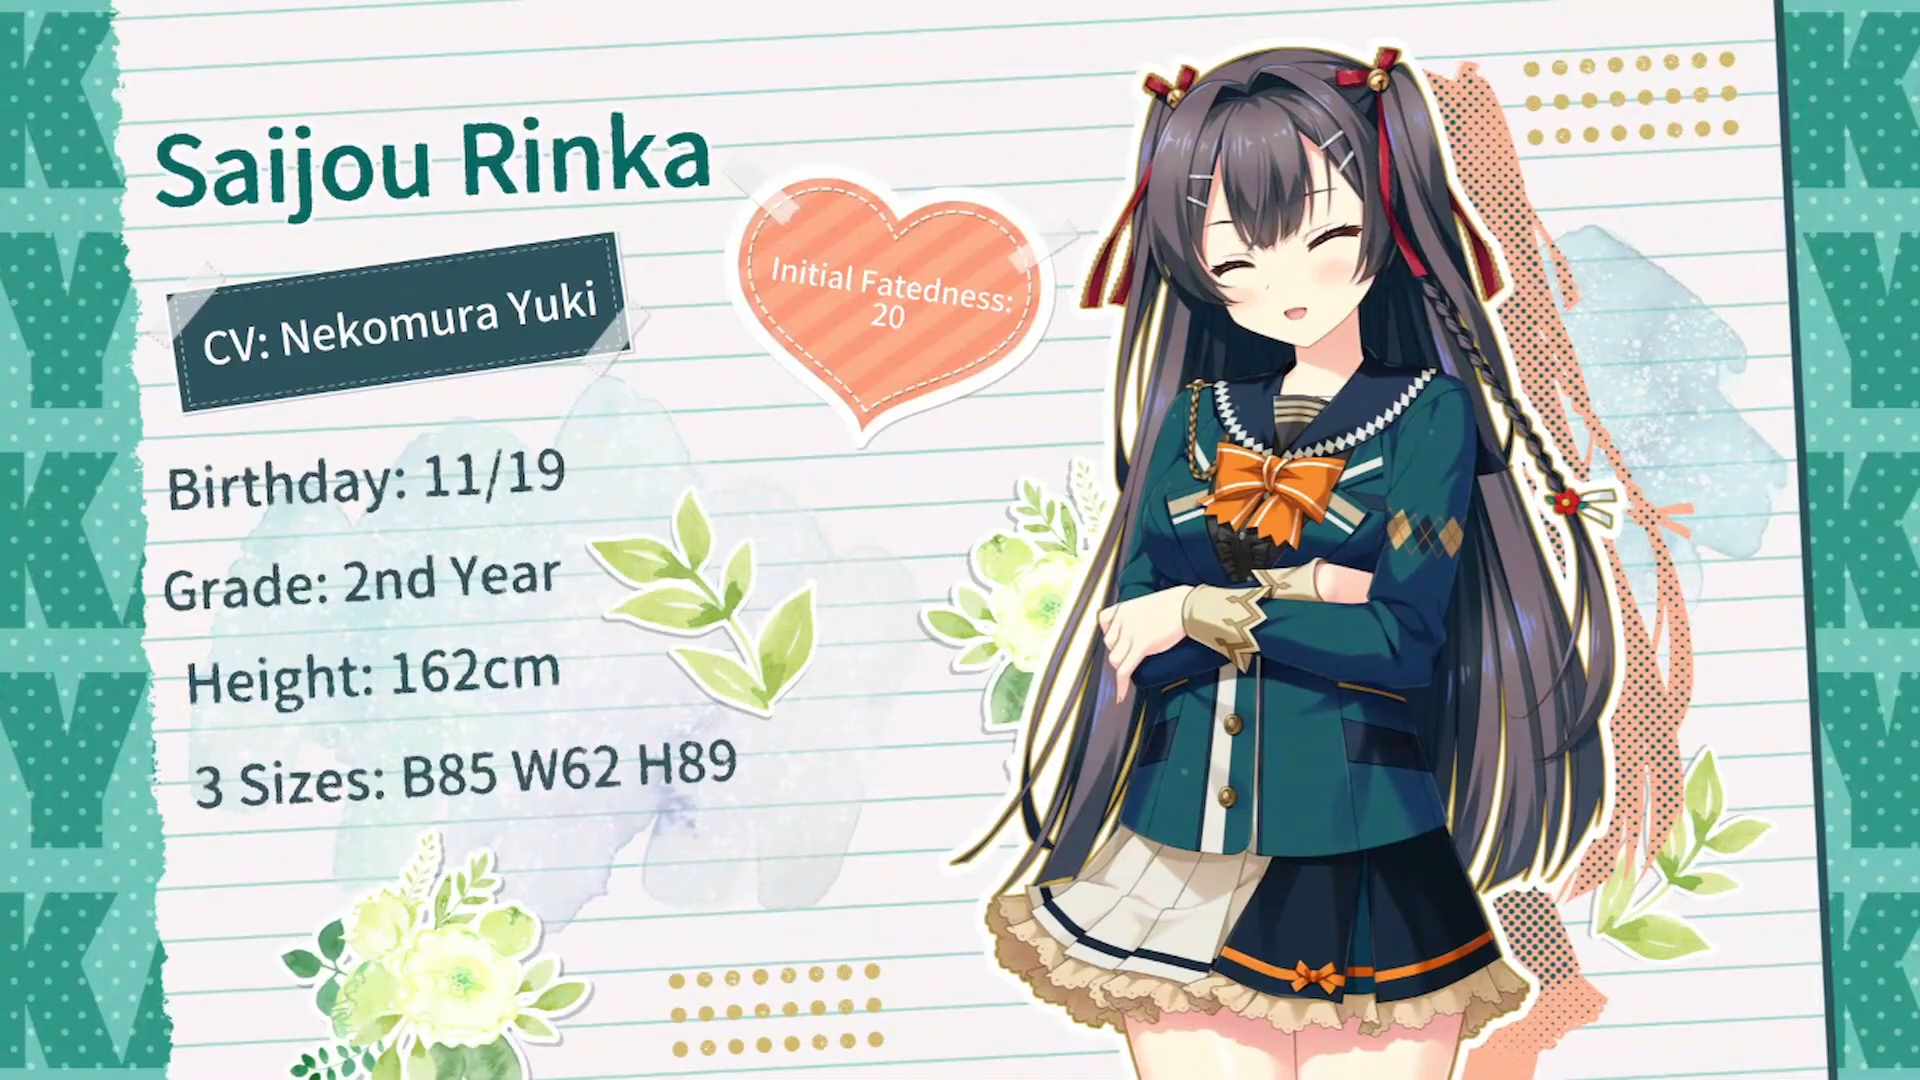 Saijou Rinka
CV: Nekomura Yuki
Initial Fatedness:
20
Birthday: 11/19
Grade: 2nd Year
Height: 162cm
3 Sizes: B85 W62 H89
K
Y
K
Y
K
K
Y
K
Y
K